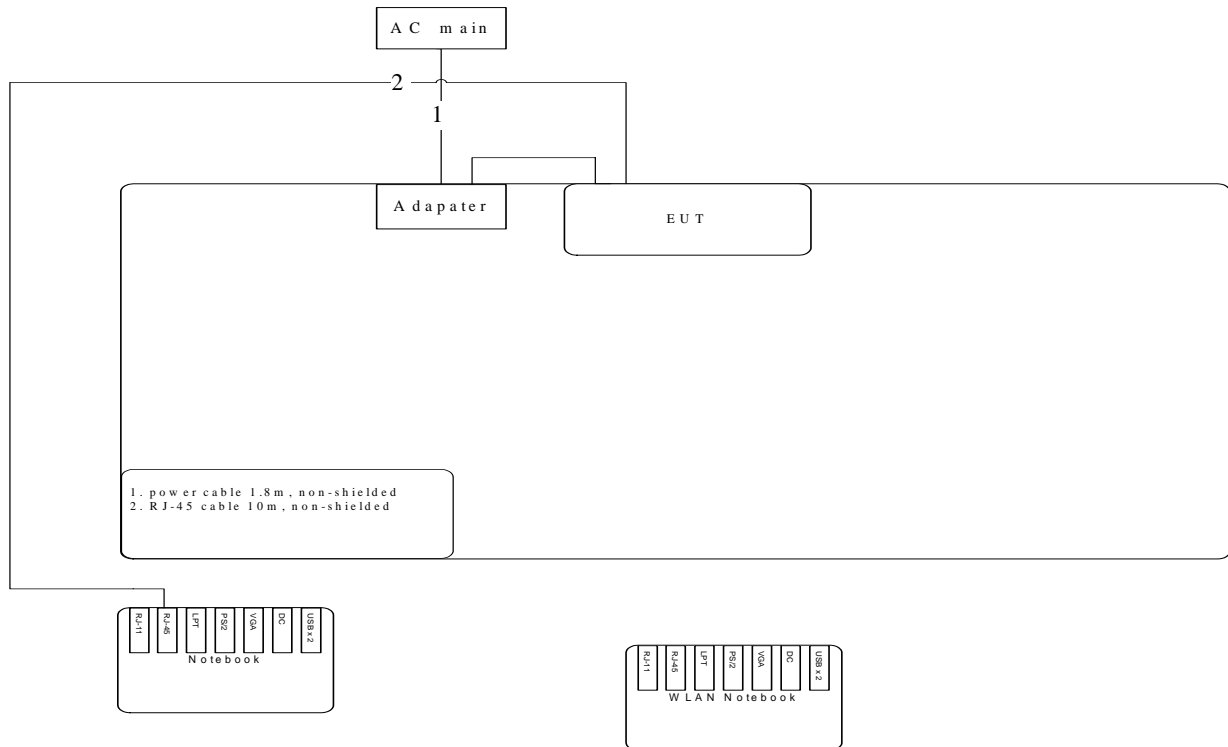 AC main
2
1
Adapater
EUT
1. power cable 1.8m, non-shielded
2. RJ-45 cable 10m, non-shielded
RJ-11
RJ-45
LPT
PS/2
VGA
DC
USB x 2
Notebook
RJ-11
RJ-45
LPT
PS/2
VGA
DC
USB x 2
WLAN Notebook